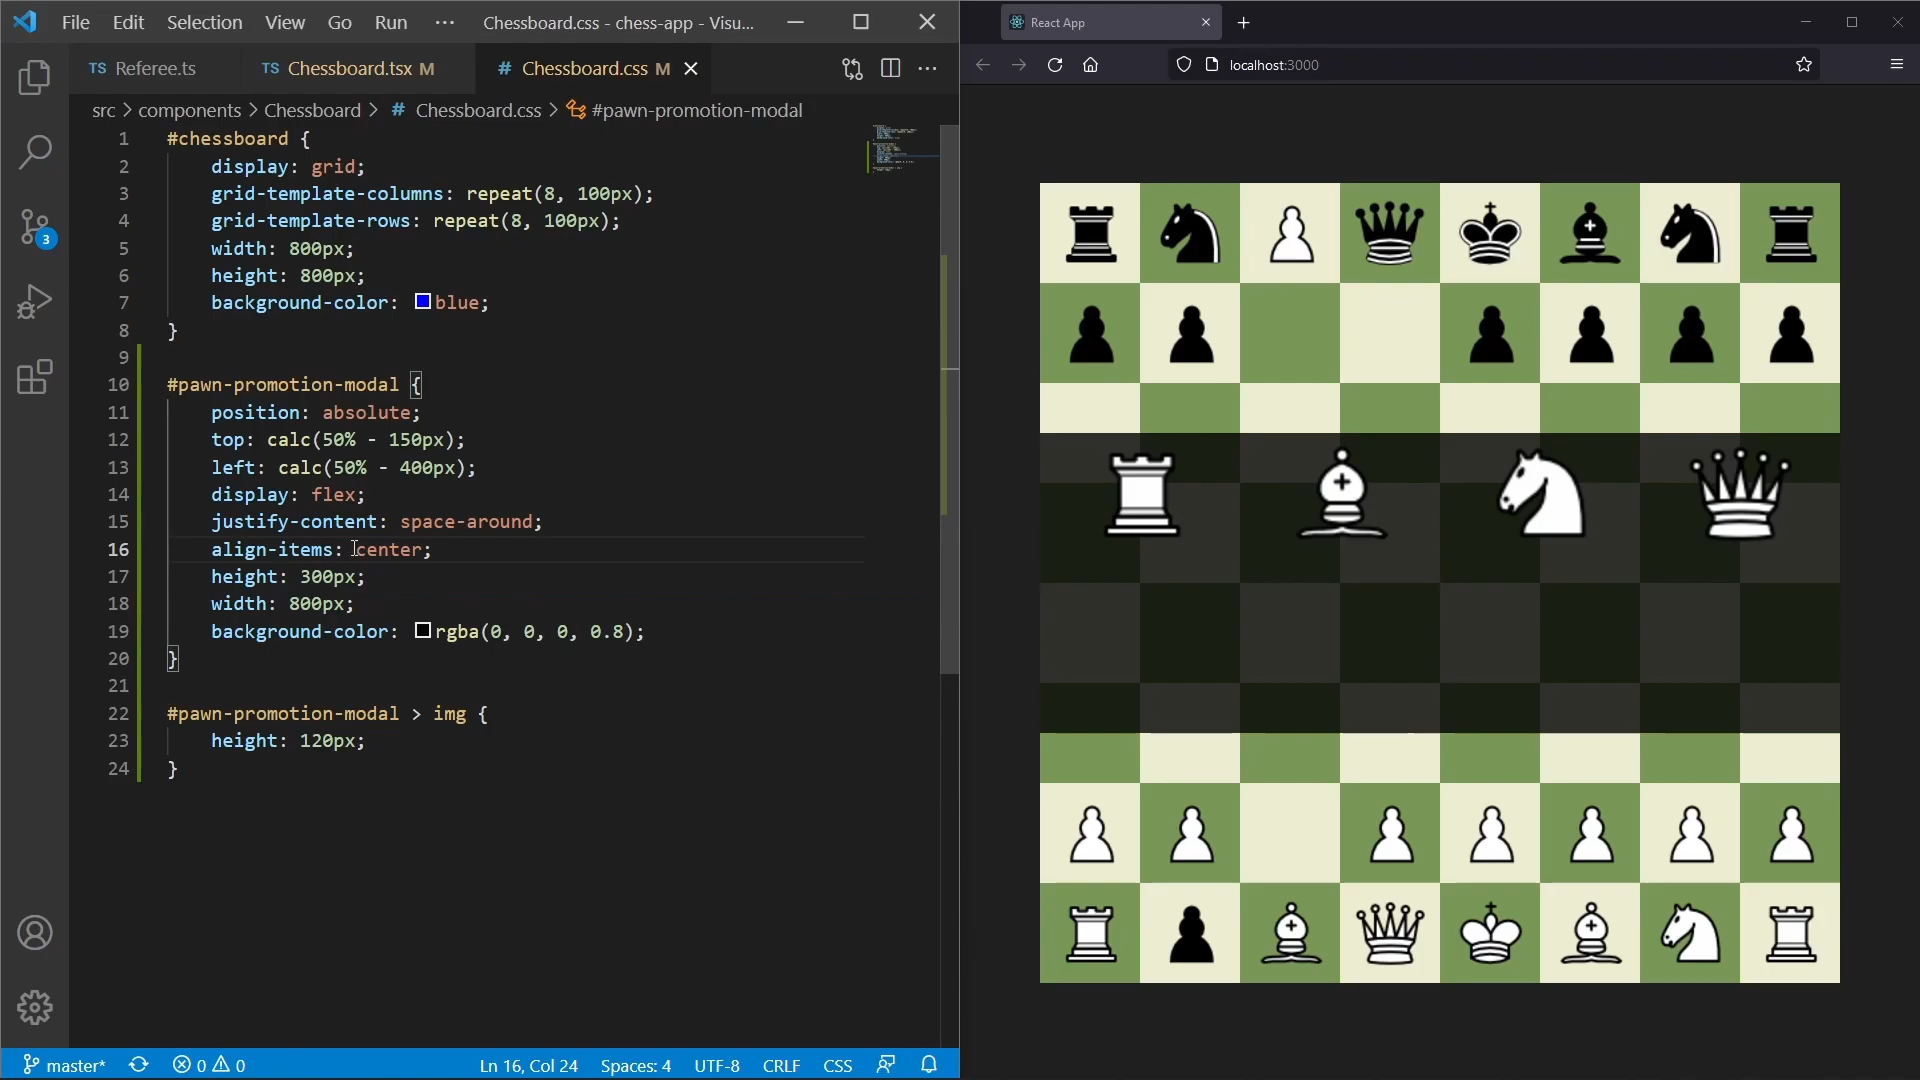 File Edit Selection View Go Run ··· Chessboard.css - chess-app - Visu...
TS Referee.ts TS Chessboard.tsx M # Chessboard.css M
src > components > Chessboard > # Chessboard.css > #pawn-promotion-modal
1 #chessboard {
2 display: grid;
3 grid-template-columns: repeat(8, 100px);
4 grid-template-rows: repeat(8, 100px);
5 width: 800px;
6 height: 800px;
7 background-color: blue;
8 }
9
10 #pawn-promotion-modal {
11 position: absolute;
12 top: calc(50% - 150px);
13 left: calc(50% - 400px);
14 display: flex;
15 justify-content: space-around;
16 align-items: center;
17 height: 300px;
18 width: 800px;
19 background-color: rgba(0, 0, 0, 0.8);
20 }
21
22 #pawn-promotion-modal > img {
23 height: 120px;
24 }
3
master* 0 0 Ln 16, Col 24 Spaces: 4 UTF-8 CRLF CSS
React App
localhost:3000